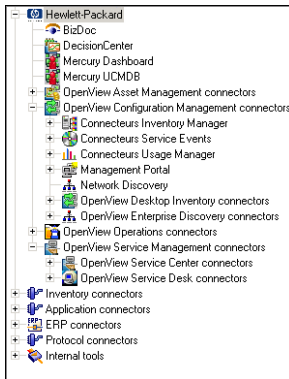 Hewlett-Packard
BizDoc
DecisionCenter
Mercury Dashboard
Mercury UCMDB
OpenView Asset Management connectors
OpenView Configuration Management connectors
Connecteurs Inventory Manager
Connecteurs Service Events
Connecteurs Usage Manager
Management Portal
Network Discovery
OpenView Desktop Inventory connectors
OpenView Enterprise Discovery connectors
OpenView Operations connectors
OpenView Service Management connectors
OpenView Service Center connectors
OpenView Service Desk connectors
Inventory connectors
Application connectors
ERP connectors
Protocol connectors
Internal tools